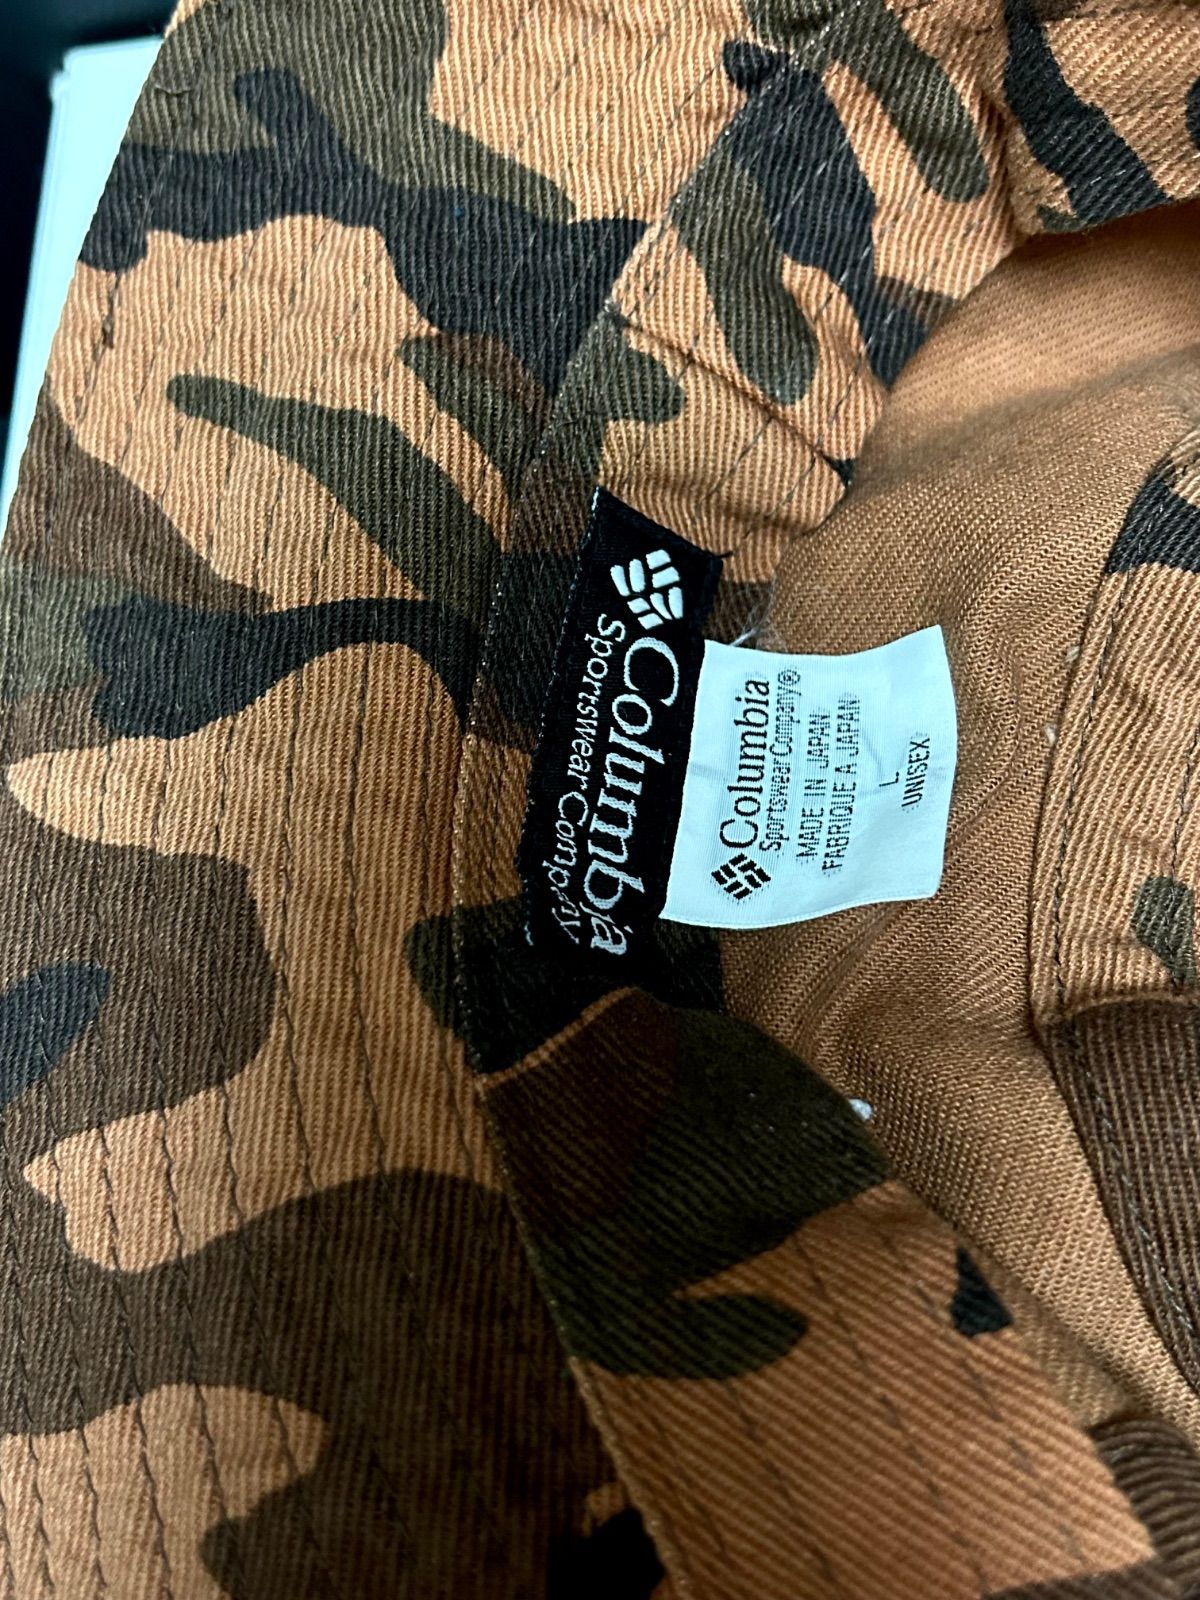 Columbia
Sportswear Company
Columbia
Sportswear Company®
MADE IN JAPAN
FABRIQUE A JAPAN
L
UNISEX